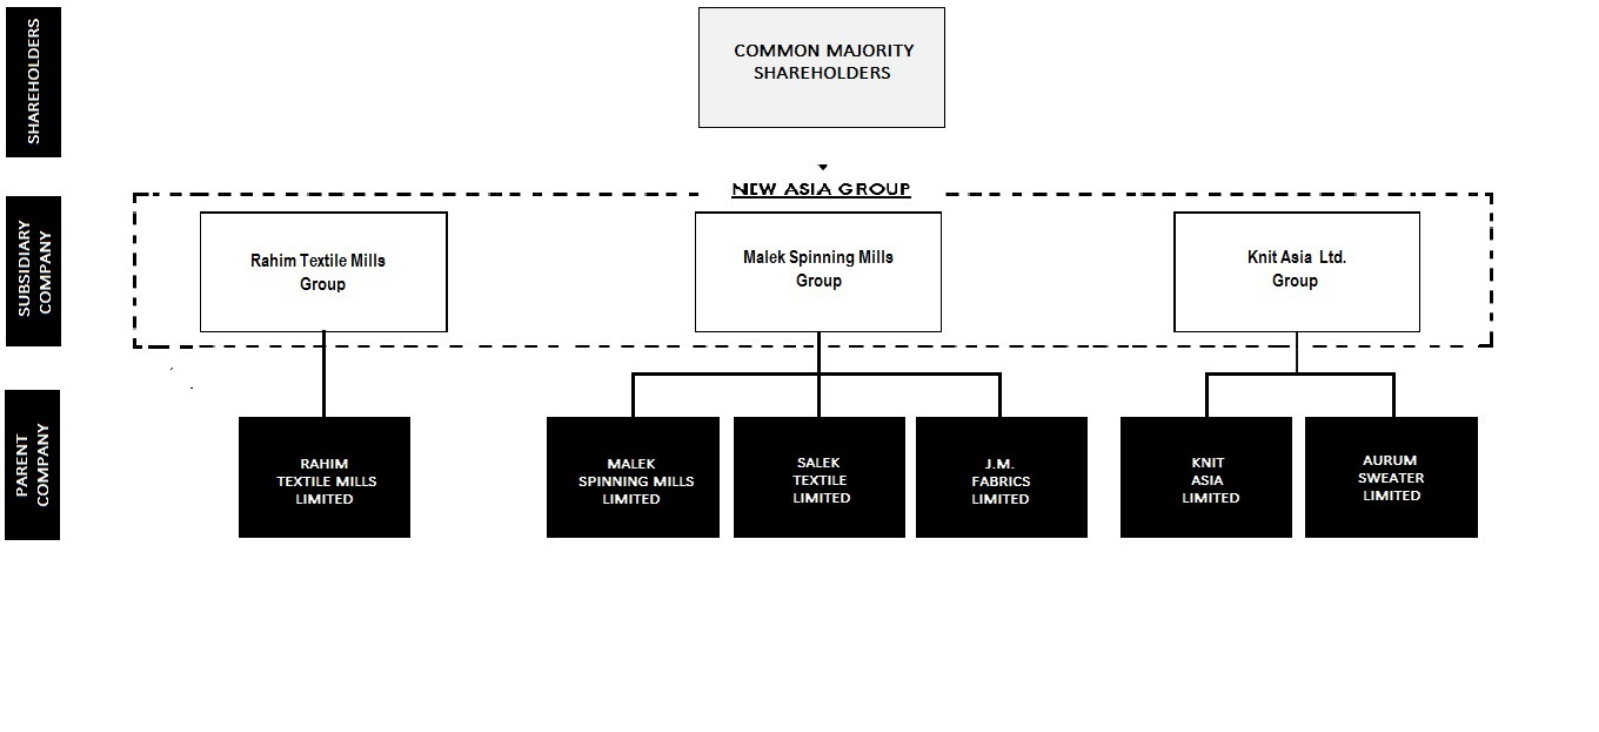 SHAREHOLDERS
COMMON MAJORITY
SHAREHOLDERS
NEW ASIA GROUP
SUBSIDIARY
COMPANY
Rahim Textile Mills
Group
Malek Spinning Mills
Group
Knit Asia Ltd.
Group
PARENT
COMPANY
RAHIM
TEXTILE MILLS
LIMITED
MALEK
SPINNING MILLS
LIMITED
SALEK
TEXTILE
LIMITED
J.M.
FABRICS
LIMITED
KNIT
ASIA
LIMITED
AURUM
SWEATER
LIMITED